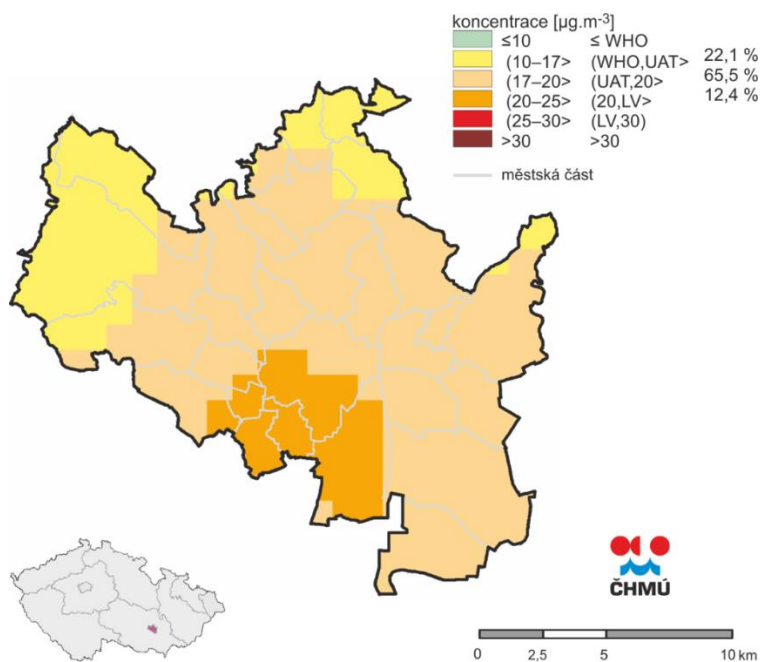 koncentrace [µg.m⁻³]
≤10 ≤ WHO
(10–17> (WHO,UAT> 22,1 %
(17–20> (UAT,20> 65,5 %
(20–25> (20,LV> 12,4 %
(25–30> (LV,30)
>30 >30
městská část
ČHMÚ
0 2,5 5 10 km